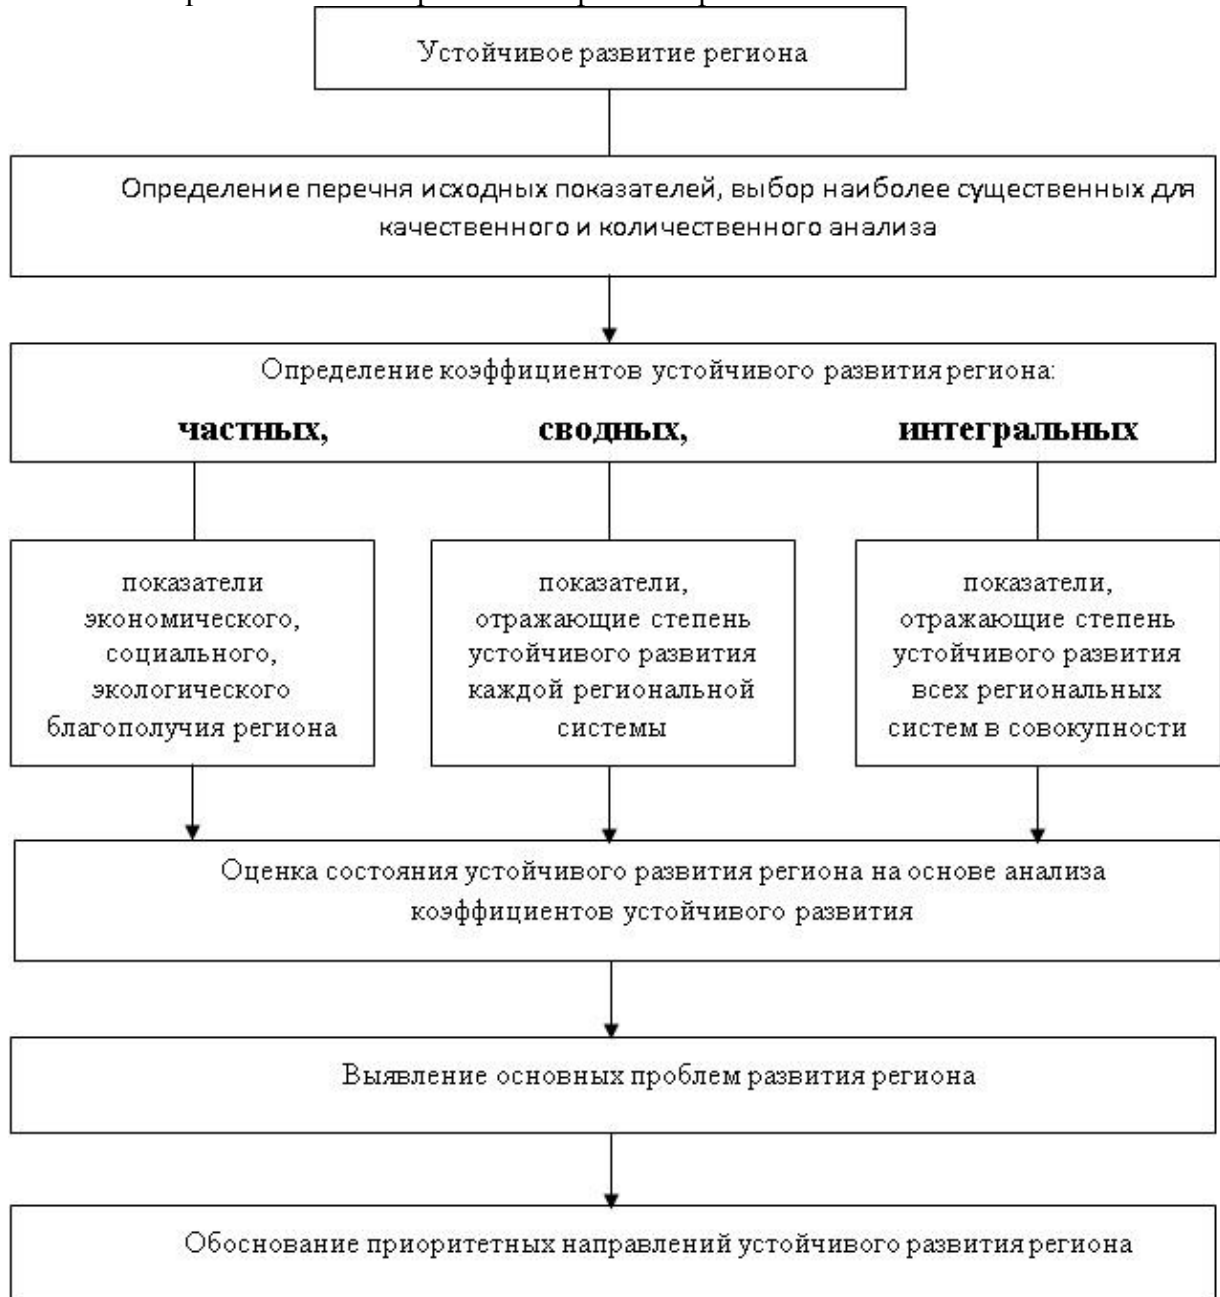 Устойчивое развитие региона
Определение перечня исходных показателей, выбор наиболее существенных для
качественного и количественного анализа
Определение коэффициентов устойчивого развития региона:
частных, сводных, интегральных
показатели
экономического,
социального,
экологического
благополучия региона
показатели,
отражающие степень
устойчивого развития
каждой региональной
системы
показатели,
отражающие степень
устойчивого развития
всех региональных
систем в совокупности
Оценка состояния устойчивого развития региона на основе анализа
коэффициентов устойчивого развития
Выявление основных проблем развития региона
Обоснование приоритетных направлений устойчивого развития региона